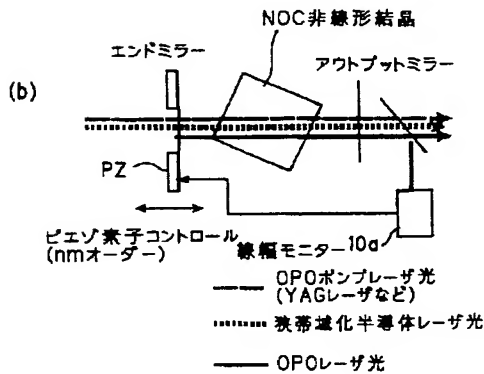 NOC非線形結晶
エンドミラー
アウトプットミラー
(b)
PZ
ピエゾ素子コントロール
(nmオーダー)
線幅モニター 10a
OPOポンプレーザ光
(YAGレーザなど)
狭帯域化半導体レーザ光
OPOレーザ光